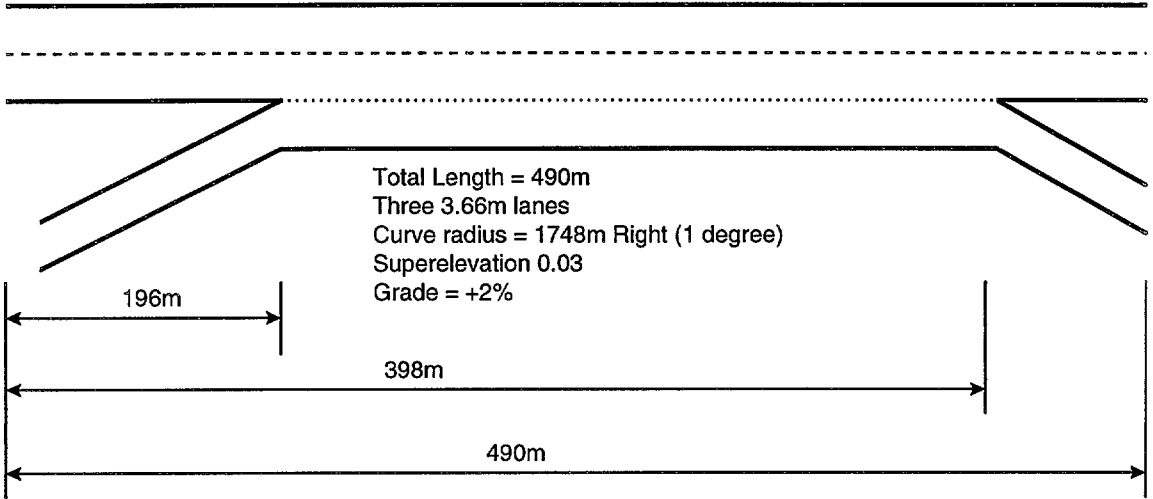 Total Length = 490m
Three 3.66m lanes
Curve radius = 1748m Right (1 degree)
Superelevation 0.03
Grade = +2%
196m
398m
490m